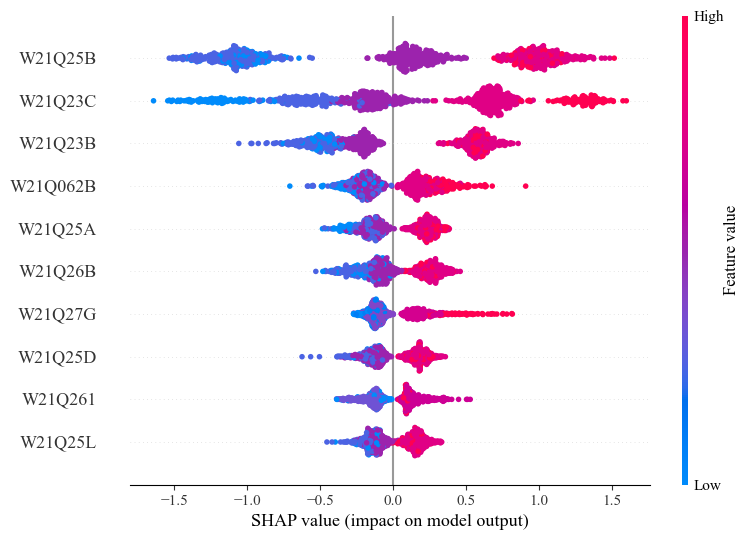 High
W21Q25B
W21Q23C
W21Q23B
W21Q062B
W21Q25A
W21Q26B
W21Q27G
W21Q25D
W21Q261
W21Q25L
Feature value
Low
−1.5 −1.0 −0.5 0.0 0.5 1.0 1.5
SHAP value (impact on model output)